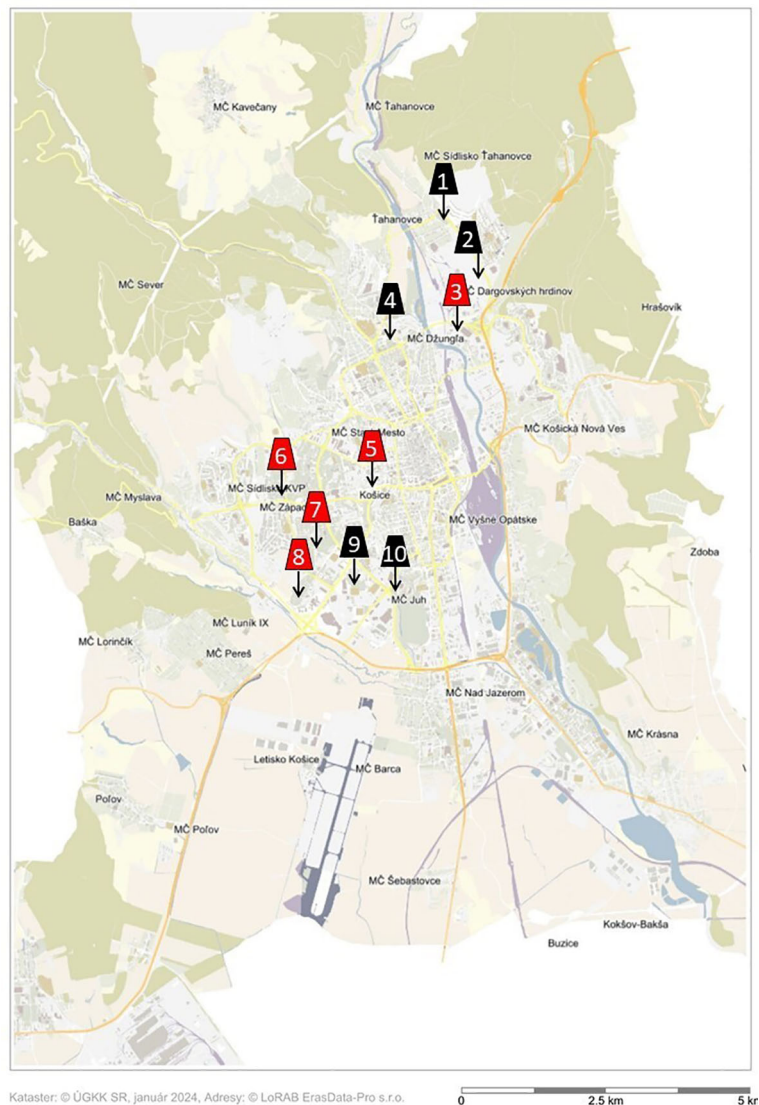 MČ Kavečany
MČ Ťahanovce
MČ Sídlisko Ťahanovce
1
Ťahanovce
2
MČ Sever
3
Č Dargovských hrdinov
4
Hrašovík
MČ Džungľa
MČ Košická Nová Ves
MČ Sta Mesto
5
6
MČ Sídlisk KVP
Košice
MČ Myslava
MČ Západ
7
Baška
MČ Vyšné Opátske
8
9
10
Zdoba
MČ Juh
MČ Luník IX
MČ Lorinčík
MČ Pereš
MČ Nad Jazerom
MČ Krásna
Letisko Košice
MČ Barca
V
Poľov
MČ Poľov
MČ Šebastovce
Kokšov-Bakša
Buzice
Kataster: © ÚGKK SR, január 2024, Adresy: © LoRAB ErasData-Pro s.r.o.
0 2.5 km 5 km